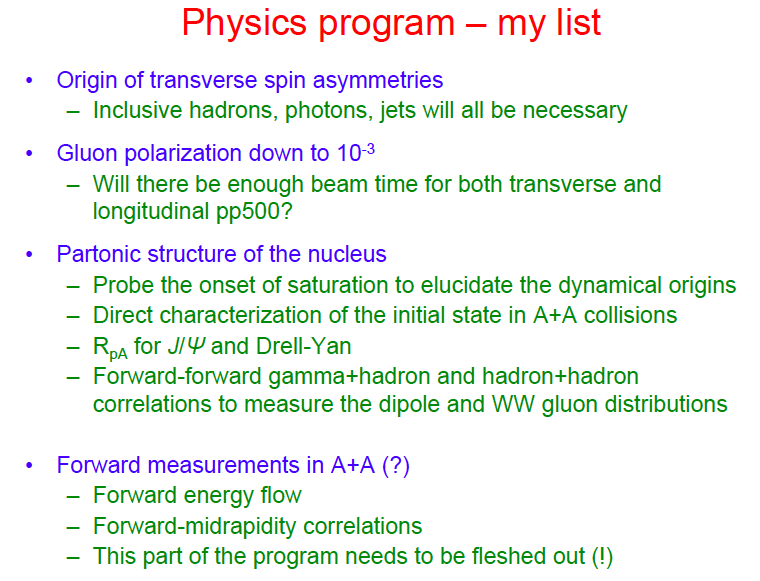 Physics program – my list
• Origin of transverse spin asymmetries
– Inclusive hadrons, photons, jets will all be necessary
• Gluon polarization down to 10⁻³
– Will there be enough beam time for both transverse and
longitudinal pp500?
• Partonic structure of the nucleus
– Probe the onset of saturation to elucidate the dynamical origins
– Direct characterization of the initial state in A+A collisions
– RpA for J/Ψ and Drell-Yan
– Forward-forward gamma+hadron and hadron+hadron
correlations to measure the dipole and WW gluon distributions
• Forward measurements in A+A (?)
– Forward energy flow
– Forward-midrapidity correlations
– This part of the program needs to be fleshed out (!)